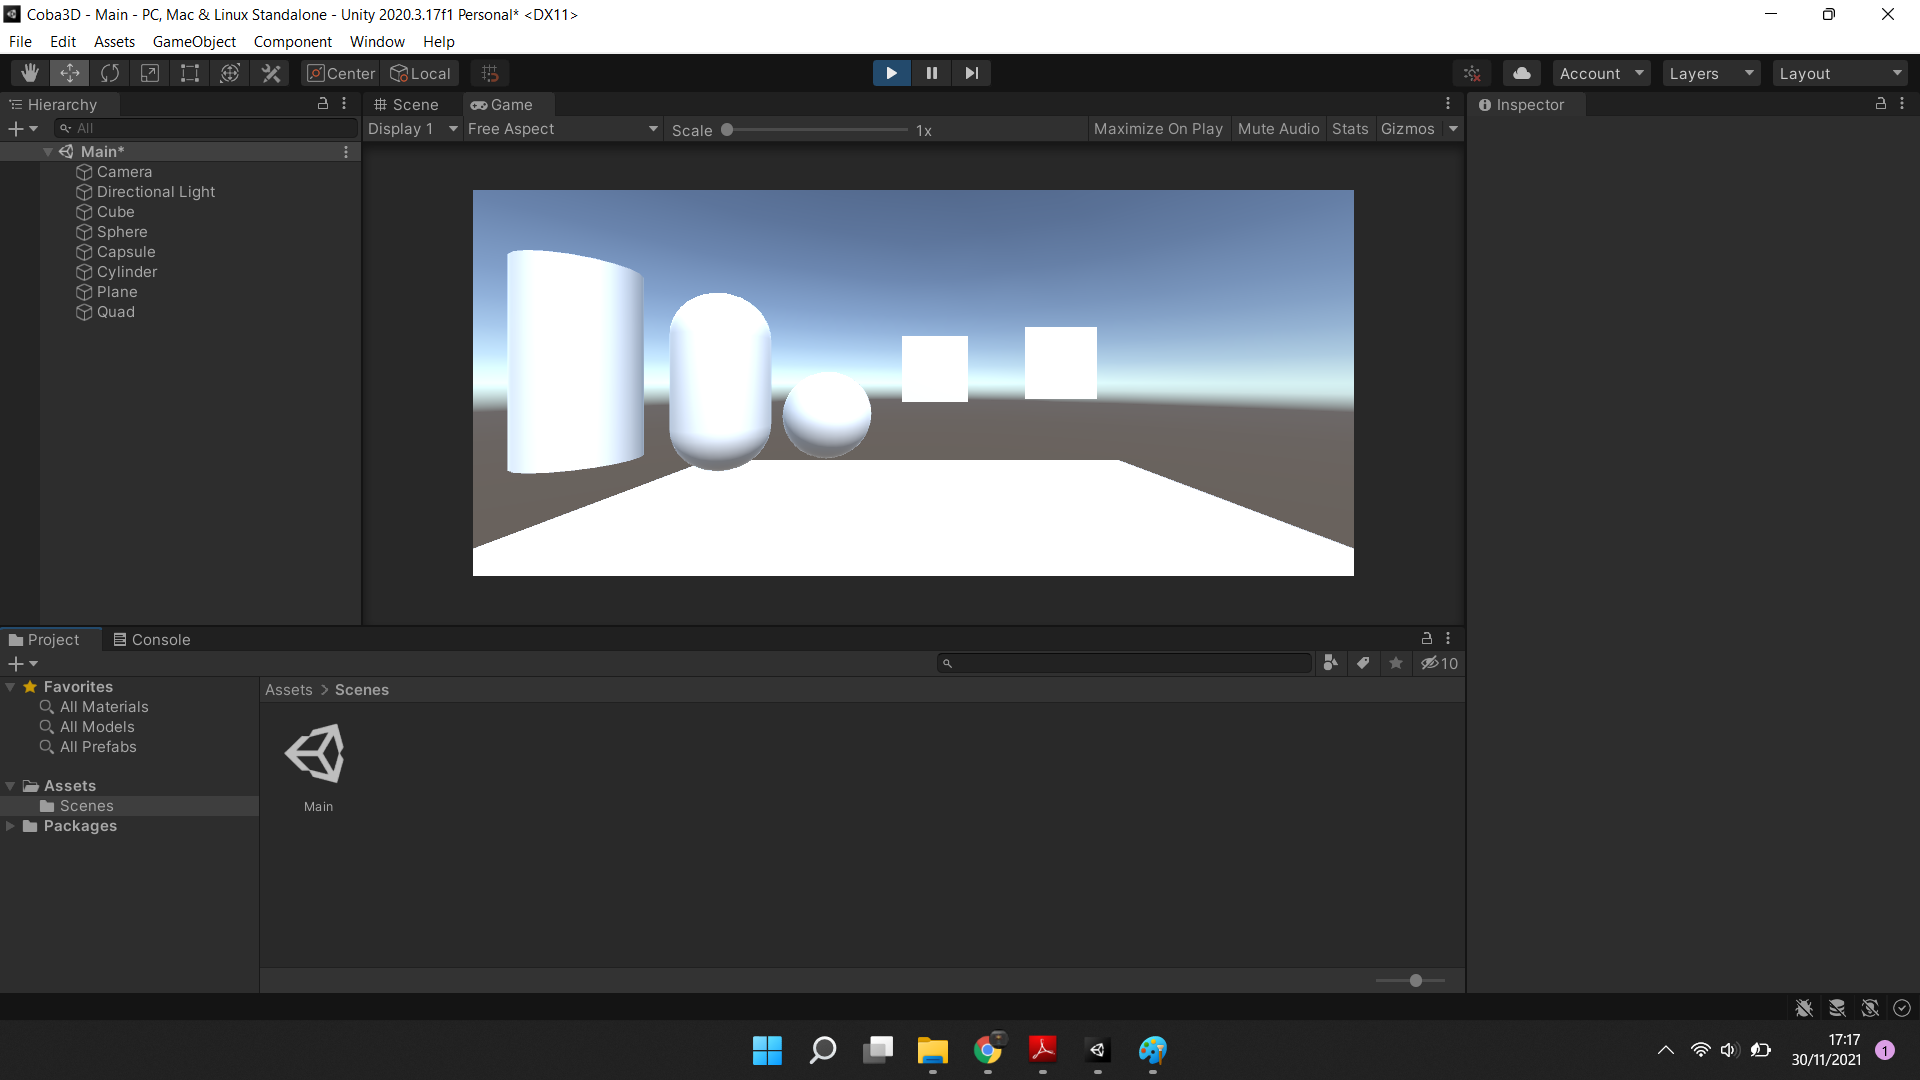 Coba3D - Main - PC, Mac & Linux Standalone - Unity 2020.3.17f1 Personal* <DX11>
File Edit Assets GameObject Component Window Help
Center Local Account Layers Layout
Hierarchy
All
Main*
Camera
Directional Light
Cube
Sphere
Capsule
Cylinder
Plane
Quad
Scene Game
Display 1 Free Aspect Scale 1x Maximize On Play Mute Audio Stats Gizmos
Inspector
Project Console
10
Favorites
All Materials
All Models
All Prefabs
Assets
Scenes
Packages
Assets > Scenes
Main
17:17
30/11/2021
1